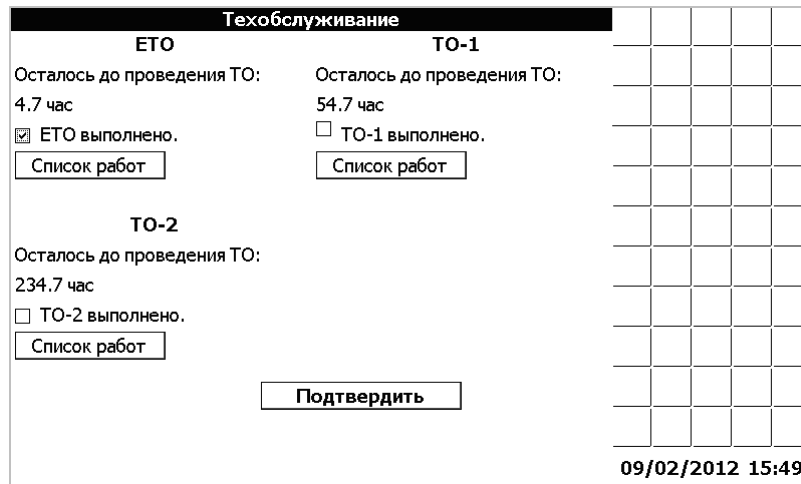 Техобслуживание
ЕТО
Осталось до проведения ТО:
4.7 час
ЕТО выполнено.
Список работ
ТО-1
Осталось до проведения ТО:
54.7 час
ТО-1 выполнено.
Список работ
ТО-2
Осталось до проведения ТО:
234.7 час
ТО-2 выполнено.
Список работ
Подтвердить
09/02/2012 15:49